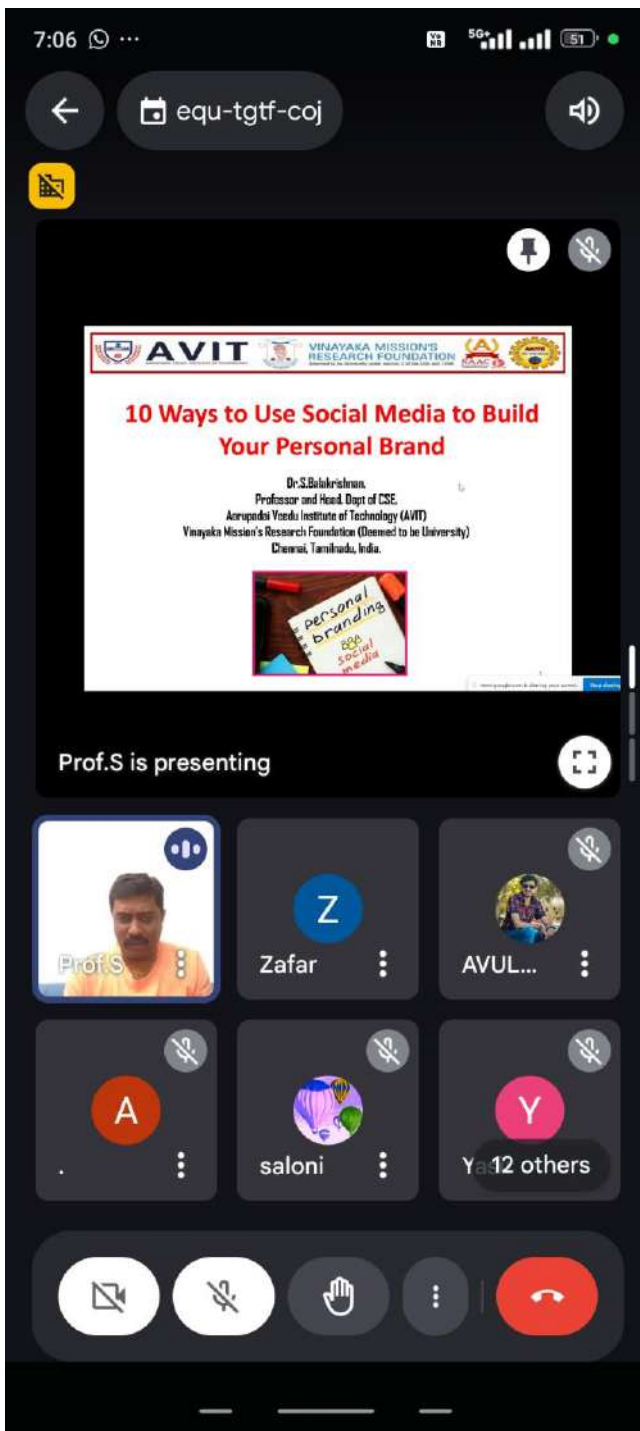 7:06
Vo
NR
5G+
51
equ-tgtf-coj
AVIT
VINAYAKA MISSION'S
RESEARCH FOUNDATION
NAAC
10 Ways to Use Social Media to Build
Your Personal Brand
Dr.S.Balakrishnan,
Professor and Head, Dept of CSE,
Aarupadai Veedu Institute of Technology (AVIT)
Vinayaka Mission's Research Foundation (Deemed to be University)
Chennai, Tamilnadu, India.
personal
branding
social
media
Prof.S is presenting
Prof.S
Z
Zafar
AVUL...
A
.
saloni
Y
12 others